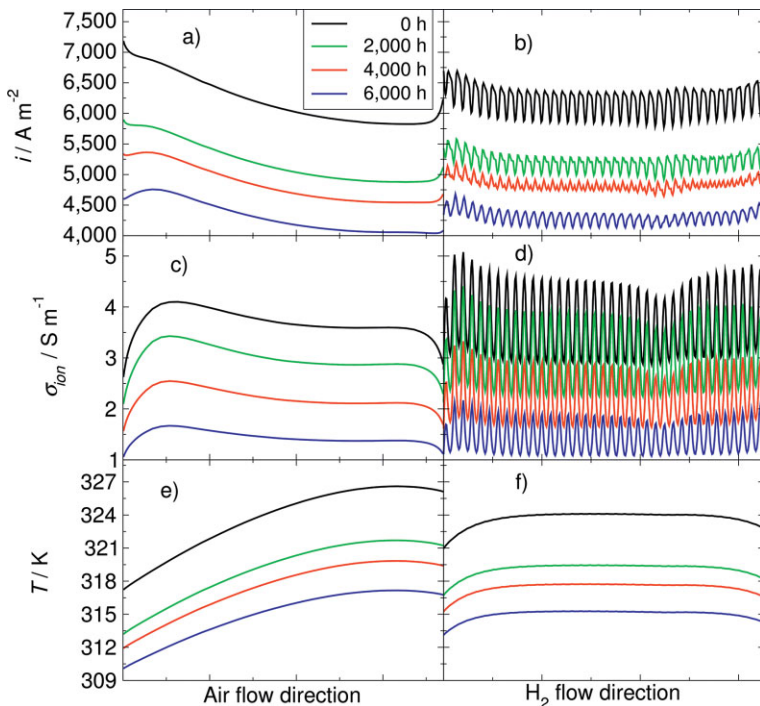 7,500
7,000
6,500
6,000
5,500
5,000
4,500
4,000
i / A m⁻²
a)
0 h
2,000 h
4,000 h
6,000 h
b)
5
4
3
2
1
σion / S m⁻¹
c)
d)
327
324
321
318
315
312
309
T / K
e)
f)
Air flow direction
H₂ flow direction